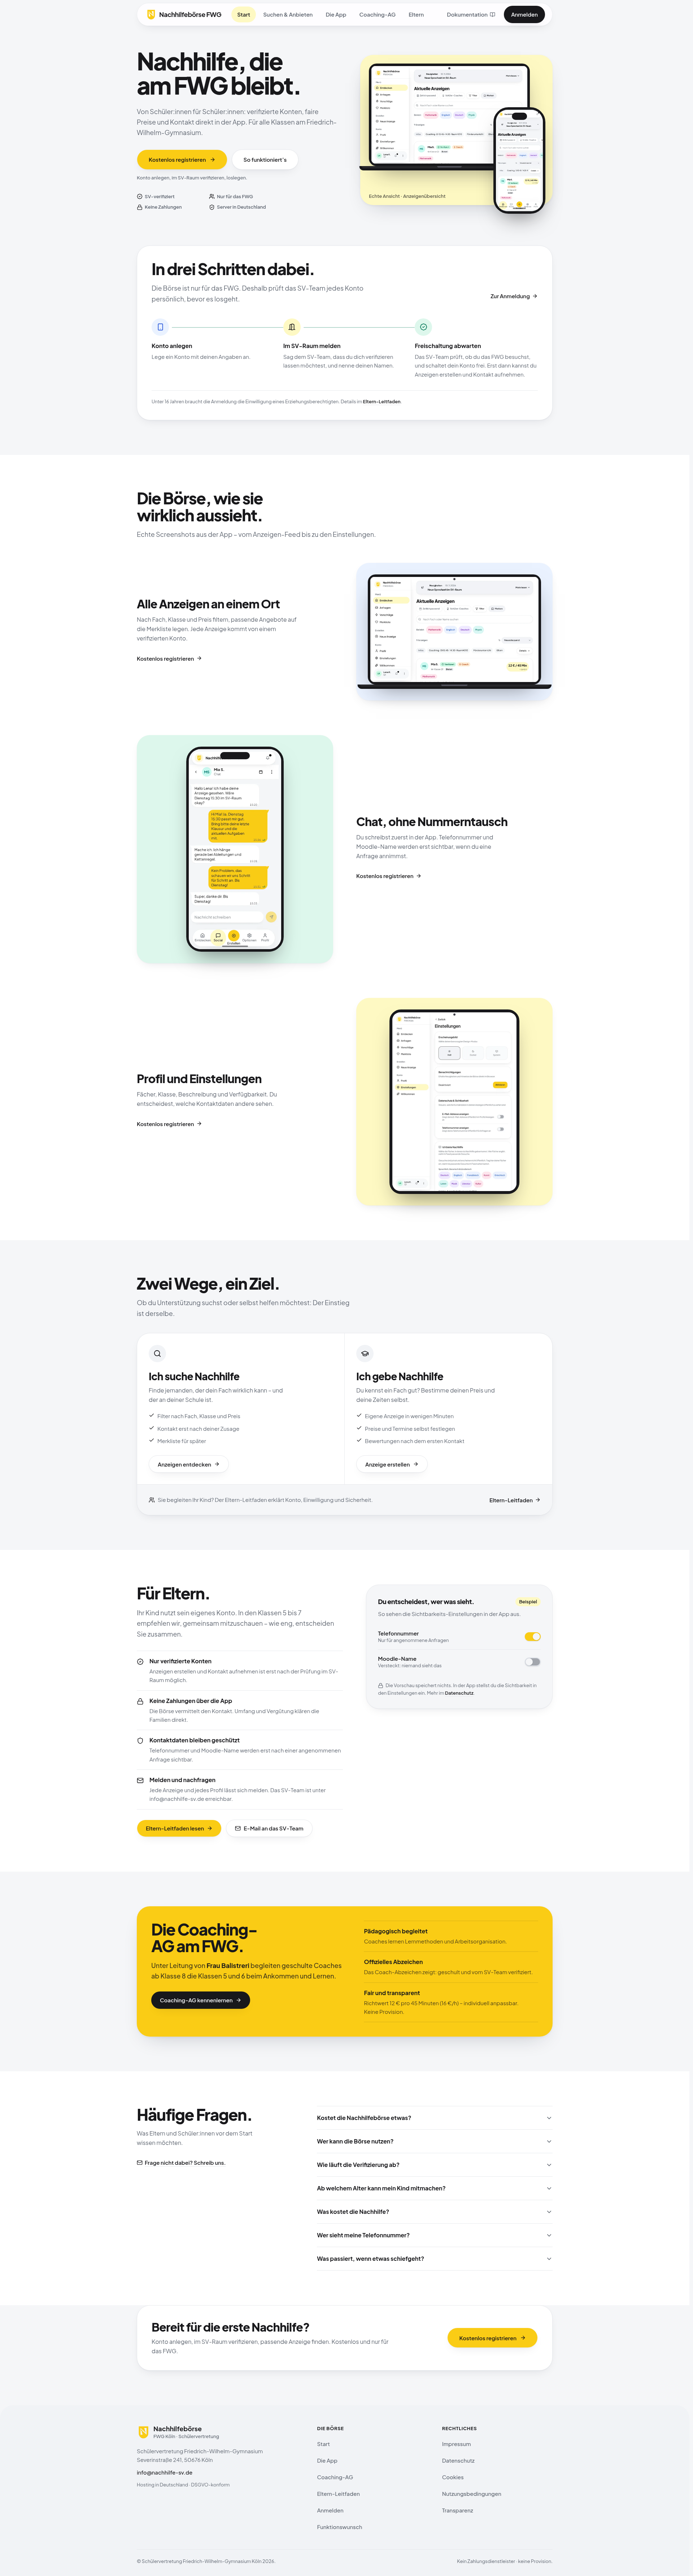 Nachhilfebörse FWG
Start
Suchen & Anbieten
Die App
Coaching-AG
Eltern
Dokumentation
Anmelden
Nachhilfe, die
am FWG bleibt.
Von Schüler:innen für Schüler:innen: verifizierte Konten, faire
Preise und Kontakt direkt in der App. Für alle Klassen am Friedrich-
Wilhelm-Gymnasium.
Kostenlos registrieren
So funktioniert's
Konto anlegen, im SV-Raum verifizieren, loslegen.
SV-verifiziert
Nur für das FWG
Keine Zahlungen
Server in Deutschland
Aktuelle Anzeigen
Aktuelle Anzeigen
Echte Ansicht · Anzeigenübersicht
In drei Schritten dabei.
Die Börse ist nur für das FWG. Deshalb prüft das SV-Team jedes Konto
persönlich, bevor es losgeht.
Zur Anmeldung
Konto anlegen
Lege ein Konto mit deinen Angaben an.
Im SV-Raum melden
Sag dem SV-Team, dass du dich verifizieren
lassen möchtest, und nenne deinen Namen.
Freischaltung abwarten
Das SV-Team prüft, ob du das FWG besuchst,
und schaltet dein Konto frei. Erst dann kannst du
Anzeigen erstellen und Kontakt aufnehmen.
Unter 16 Jahren braucht die Anmeldung die Einwilligung eines Erziehungsberechtigten. Details im Eltern-Leitfaden.
Die Börse, wie sie
wirklich aussieht.
Echte Screenshots aus der App – vom Anzeigen-Feed bis zu den Einstellungen.
Alle Anzeigen an einem Ort
Nach Fach, Klasse und Preis filtern, passende Angebote auf
die Merkliste legen. Jede Anzeige kommt von einem
verifizierten Konto.
Kostenlos registrieren
Aktuelle Anzeigen
Mia S.
Hallo Lena! Ich habe deine
Anzeige gesehen. Wäre
Dienstag 15:30 im SV-Raum
okay?
Nachricht schreiben
Chat, ohne Nummerntausch
Du schreibst zuerst in der App. Telefonnummer und
Moodle-Name werden erst sichtbar, wenn du eine
Anfrage annimmst.
Kostenlos registrieren
Profil und Einstellungen
Fächer, Klasse, Beschreibung und Verfügbarkeit. Du
entscheidest, welche Kontaktdaten andere sehen.
Kostenlos registrieren
Einstellungen
Zwei Wege, ein Ziel.
Ob du Unterstützung suchst oder selbst helfen möchtest: Der Einstieg
ist derselbe.
Ich suche Nachhilfe
Finde jemanden, der dein Fach wirklich kann – und
der an deiner Schule ist.
Filter nach Fach, Klasse und Preis
Kontakt erst nach deiner Zusage
Merkliste für später
Anzeigen entdecken
Ich gebe Nachhilfe
Du kennst ein Fach gut? Bestimme deinen Preis und
deine Zeiten selbst.
Eigene Anzeige in wenigen Minuten
Preise und Termine selbst festlegen
Bewertungen nach dem ersten Kontakt
Anzeige erstellen
Sie begleiten Ihr Kind? Der Eltern-Leitfaden erklärt Konto, Einwilligung und Sicherheit.
Eltern-Leitfaden
Für Eltern.
Ihr Kind nutzt sein eigenes Konto. In den Klassen 5 bis 7
empfehlen wir, gemeinsam mitzuschauen – wie eng, entscheiden
Sie zusammen.
Nur verifizierte Konten
Anzeigen erstellen und Kontakt aufnehmen ist erst nach der Prüfung im SV-
Raum möglich.
Keine Zahlungen über die App
Die Börse vermittelt den Kontakt. Umfang und Vergütung klären die
Familien direkt.
Kontaktdaten bleiben geschützt
Telefonnummer und Moodle-Name werden erst nach einer angenommenen
Anfrage sichtbar.
Melden und nachfragen
Jede Anzeige und jedes Profil lässt sich melden. Das SV-Team ist unter
info@nachhilfe-sv.de erreichbar.
Eltern-Leitfaden lesen
E-Mail an das SV-Team
Du entscheidest, wer was sieht.
Beispiel
So sehen die Sichtbarkeits-Einstellungen in der App aus.
Telefonnummer
Nur für angenommene Anfragen
Moodle-Name
Versteckt: niemand sieht das
Die Vorschau speichert nichts. In der App stellst du die Sichtbarkeit in
den Einstellungen ein. Mehr im Datenschutz.
Die Coaching-
AG am FWG.
Unter Leitung von Frau Balistreri begleiten geschulte Coaches
ab Klasse 8 die Klassen 5 und 6 beim Ankommen und Lernen.
Coaching-AG kennenlernen
Pädagogisch begleitet
Coaches lernen Lernmethoden und Arbeitsorganisation.
Offizielles Abzeichen
Das Coach-Abzeichen zeigt: geschult und vom SV-Team verifiziert.
Fair und transparent
Richtwert 12 € pro 45 Minuten (16 €/h) – individuell anpassbar.
Keine Provision.
Häufige Fragen.
Was Eltern und Schüler:innen vor dem Start
wissen möchten.
Frage nicht dabei? Schreib uns.
Kostet die Nachhilfebörse etwas?
Wer kann die Börse nutzen?
Wie läuft die Verifizierung ab?
Ab welchem Alter kann mein Kind mitmachen?
Was kostet die Nachhilfe?
Wer sieht meine Telefonnummer?
Was passiert, wenn etwas schiefgeht?
Bereit für die erste Nachhilfe?
Konto anlegen, im SV-Raum verifizieren, passende Anzeige finden. Kostenlos und nur für
das FWG.
Kostenlos registrieren
Nachhilfebörse
FWG Köln · Schülervertretung
Schülervertretung Friedrich-Wilhelm-Gymnasium
Severinstraße 241, 50676 Köln
info@nachhilfe-sv.de
Hosting in Deutschland · DSGVO-konform
DIE BÖRSE
Start
Die App
Coaching-AG
Eltern-Leitfaden
Anmelden
Funktionswunsch
RECHTLICHES
Impressum
Datenschutz
Cookies
Nutzungsbedingungen
Transparenz
© Schülervertretung Friedrich-Wilhelm-Gymnasium Köln 2026.
Kein Zahlungsdienstleister · keine Provision